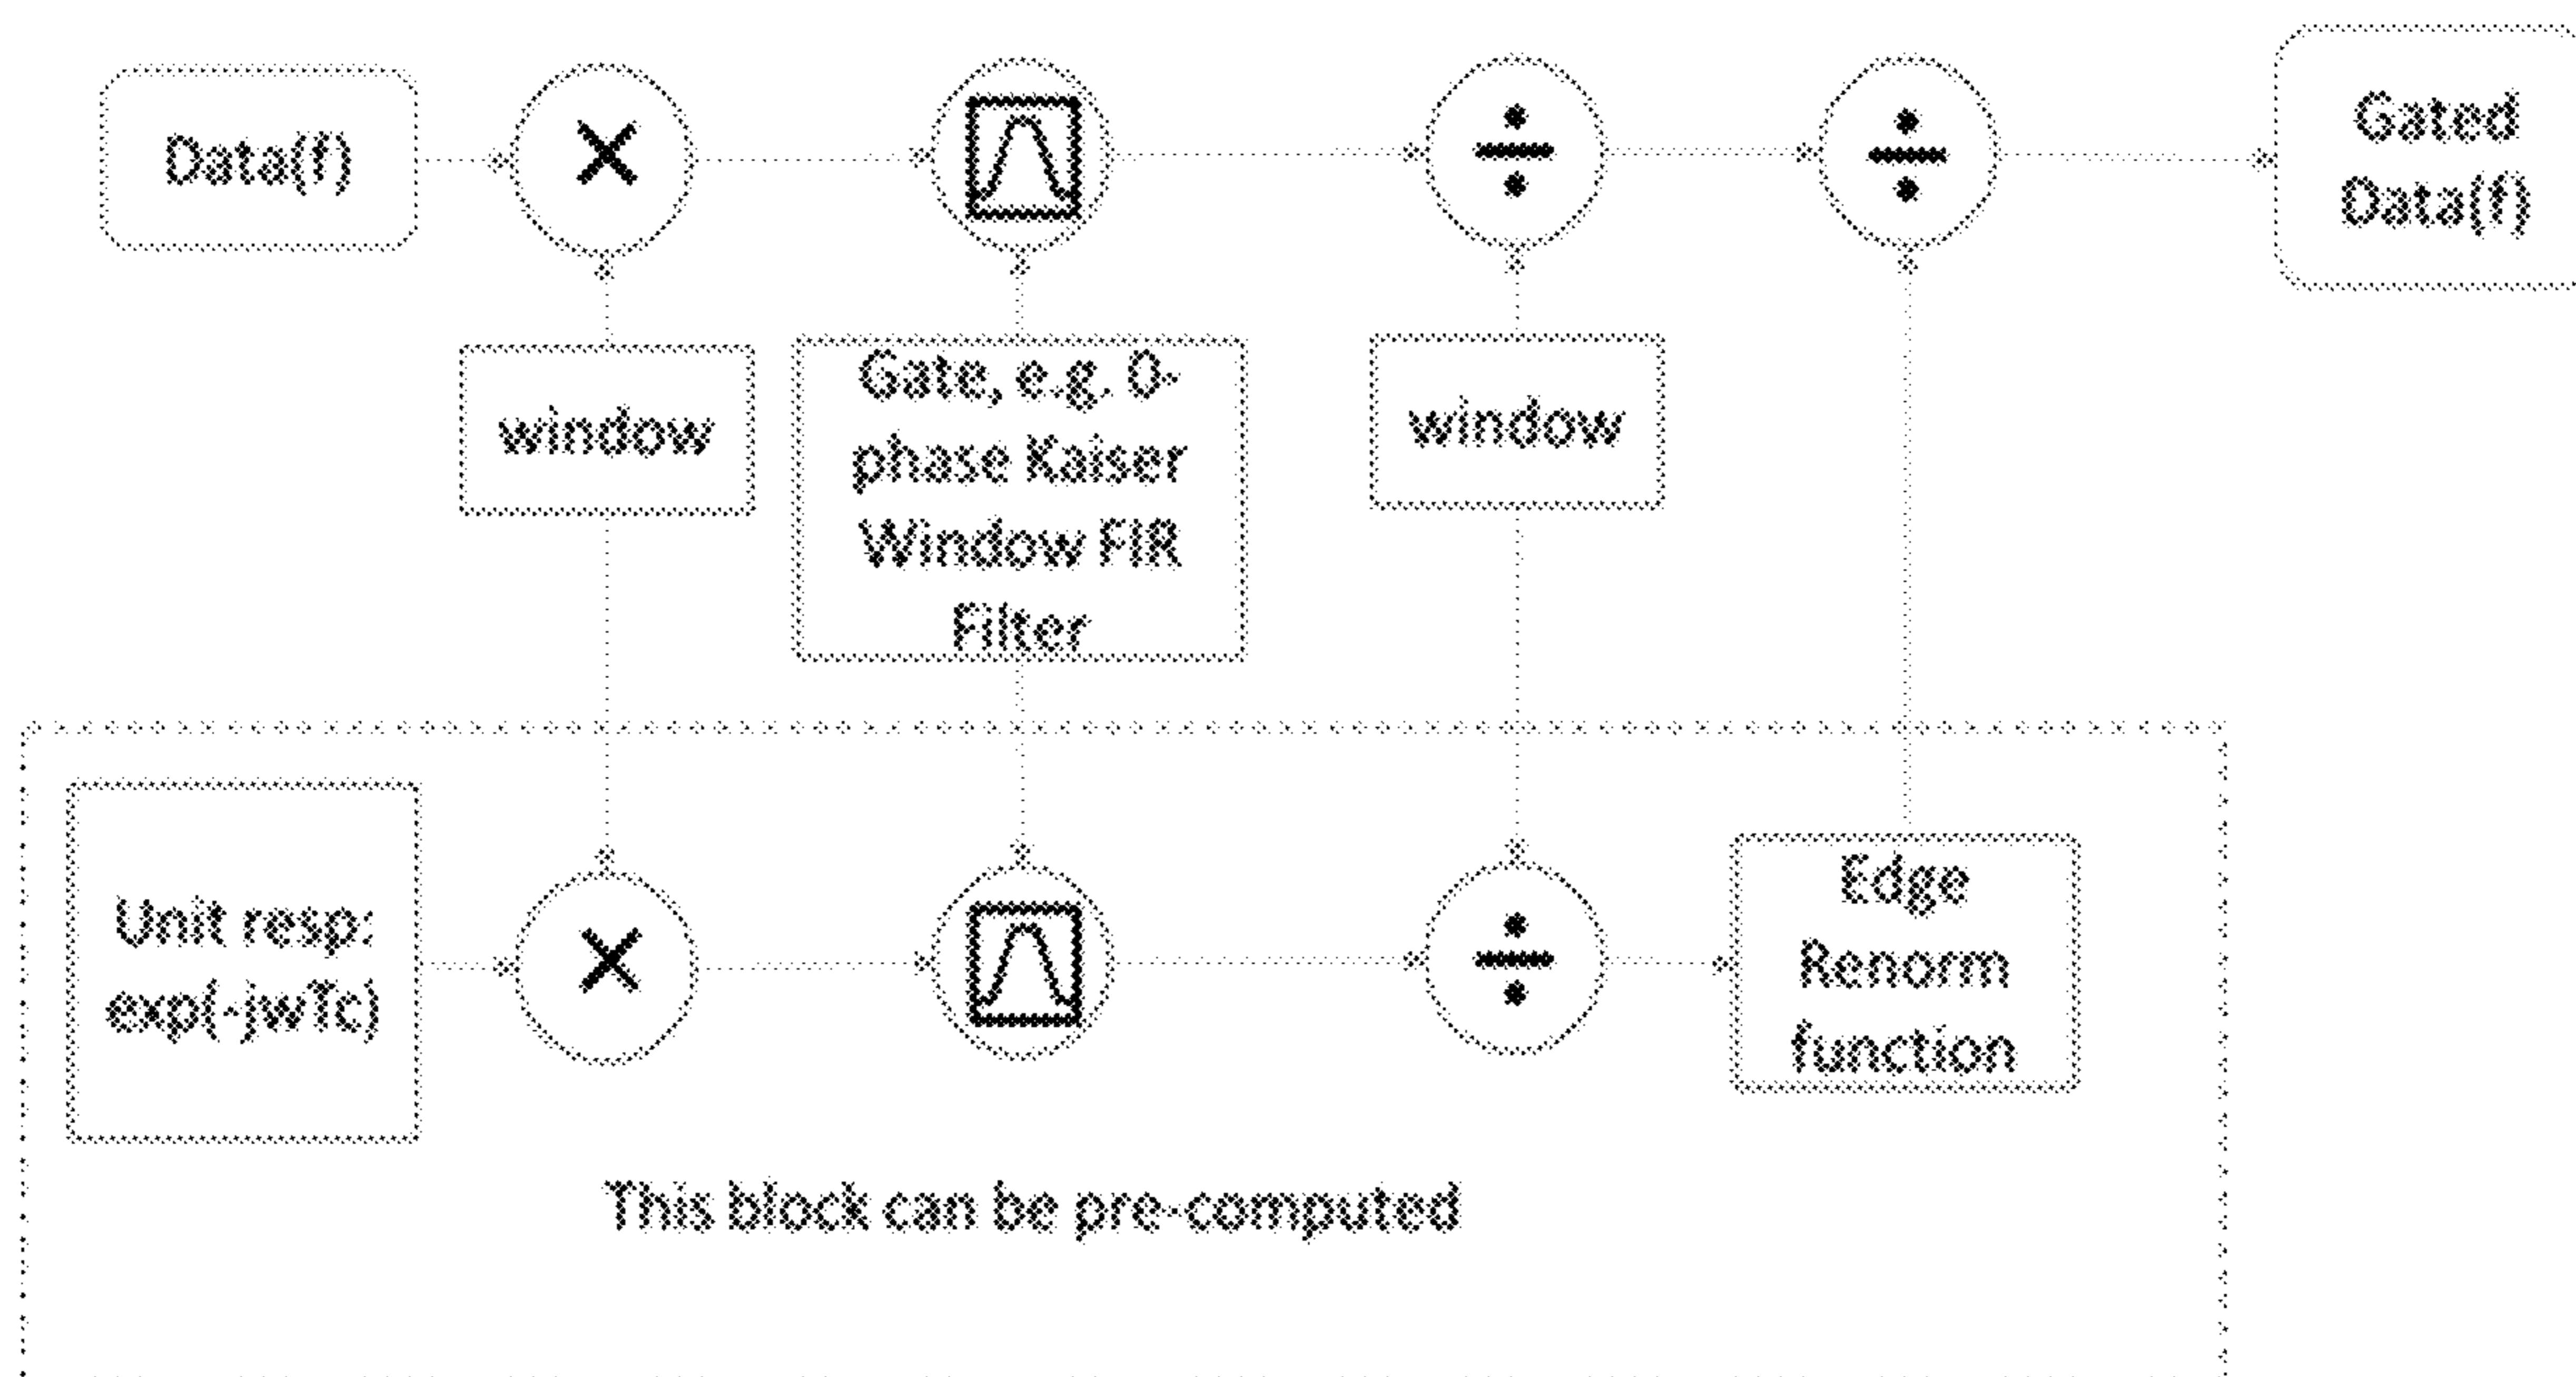 Data(f)
×
÷
÷
Gated
Data(f)
window
Gate, e.g. 0-
phase Kaiser
Window FIR
Filter
window
Unit resp:
exp(-jwTc)
×
÷
Edge
Renorm
function
This block can be pre-computed